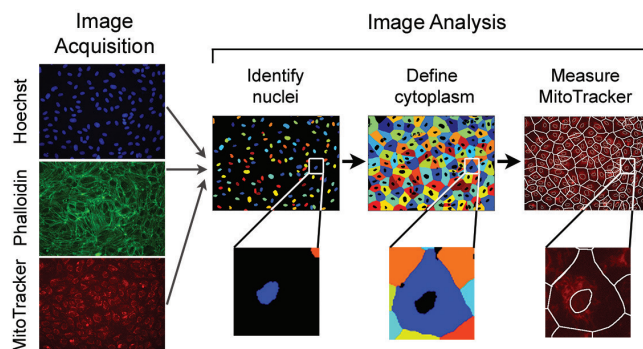 Image
Acquisition
Image Analysis
Hoechst
Phalloidin
MitoTracker
Identify
nuclei
Define
cytoplasm
Measure
MitoTracker